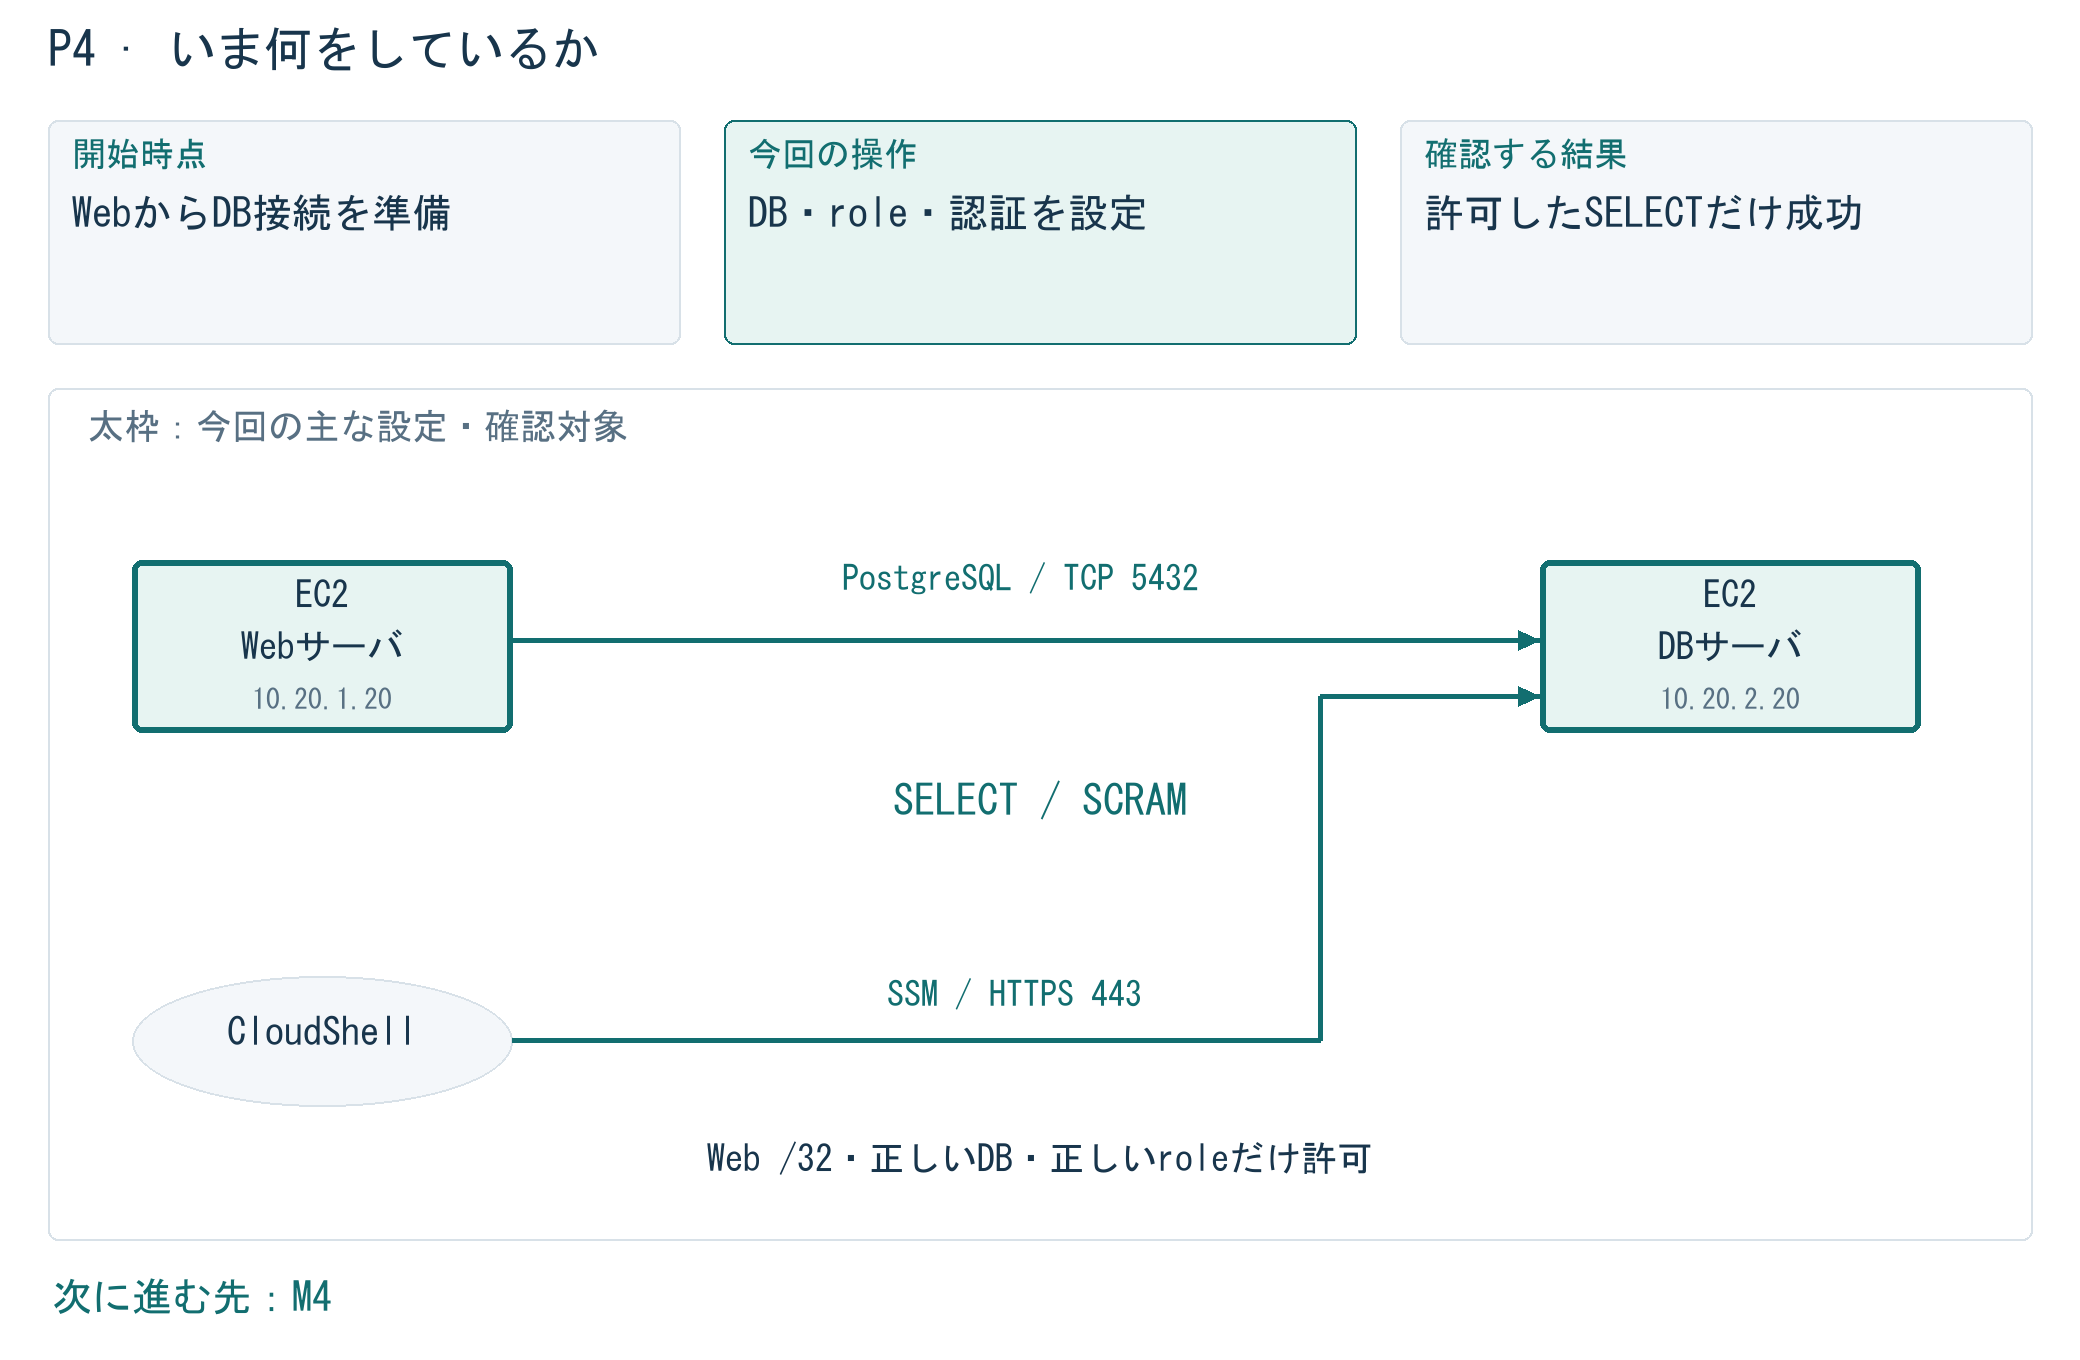 P4 · いま何をしているか
開始時点
WebからDB接続を準備
今回の操作
DB・role・認証を設定
確認する結果
許可したSELECTだけ成功
太枠：今回の主な設定・確認対象
EC2
Webサーバ
10.20.1.20
PostgreSQL / TCP 5432
EC2
DBサーバ
10.20.2.20
SELECT / SCRAM
SSM / HTTPS 443
CloudShell
Web /32・正しいDB・正しいroleだけ許可
次に進む先：M4